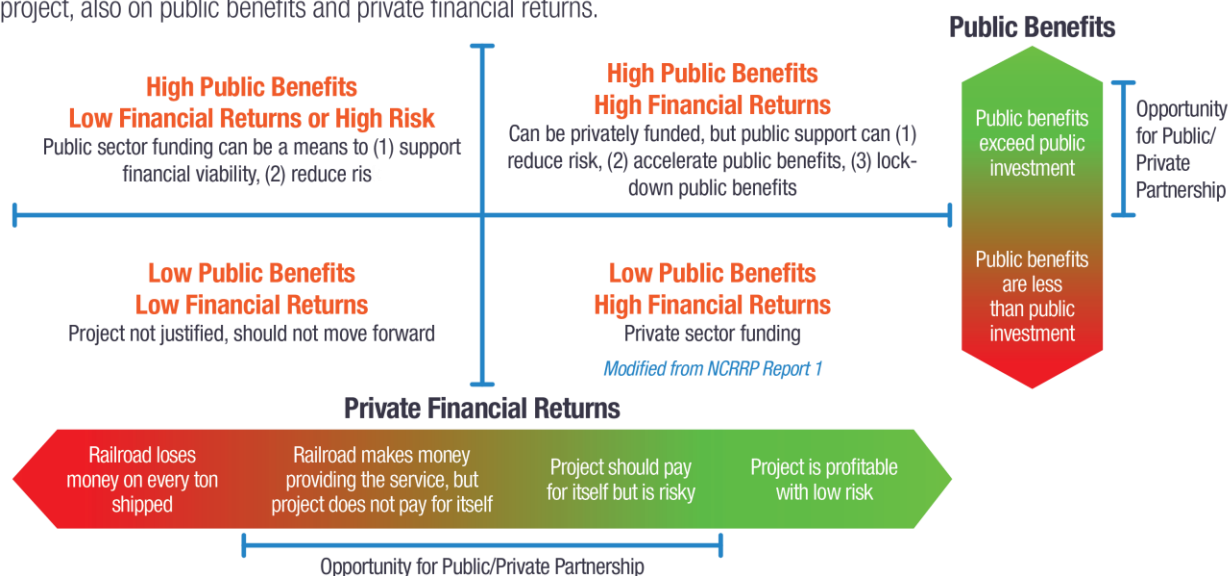 project, also on public benefits and private financial returns.
Public Benefits
High Public Benefits
Low Financial Returns or High Risk
Public sector funding can be a means to (1) support
financial viability, (2) reduce ris
High Public Benefits
High Financial Returns
Can be privately funded, but public support can (1)
reduce risk, (2) accelerate public benefits, (3) lock-
down public benefits
Public benefits
exceed public
investment
Opportunity
for Public/
Private
Partnership
Low Public Benefits
Low Financial Returns
Project not justified, should not move forward
Low Public Benefits
High Financial Returns
Private sector funding
Modified from NCRRP Report 1
Public benefits
are less
than public
investment
Private Financial Returns
Railroad loses
money on every ton
shipped
Railroad makes money
providing the service, but
project does not pay for itself
Project should pay
for itself but is risky
Project is profitable
with low risk
Opportunity for Public/Private Partnership